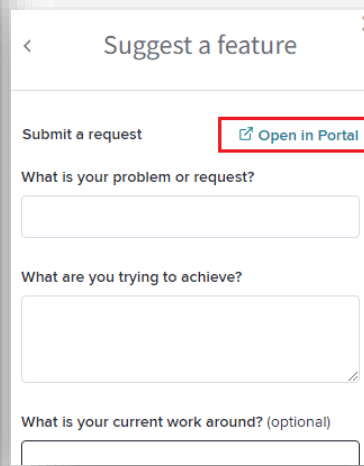 Suggest a feature
Submit a request
Open in Portal
What is your problem or request?
What are you trying to achieve?
What is your current work around? (optional)